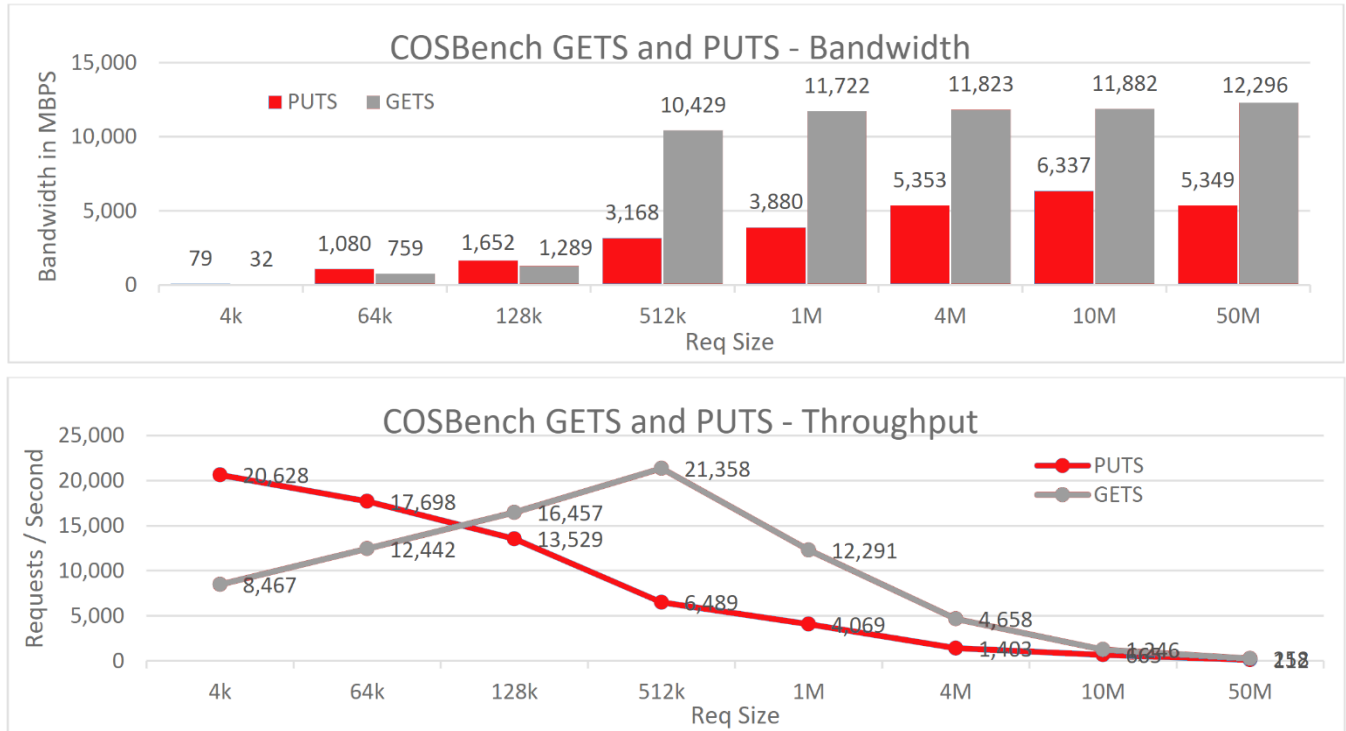 COSBench GETS and PUTS - Bandwidth
Bandwidth in MBPS
15,000
10,000
5,000
0
PUTS
GETS
79
32
1,080
759
1,652
1,289
3,168
10,429
3,880
11,722
5,353
11,823
6,337
11,882
5,349
12,296
4k
64k
128k
512k
1M
4M
10M
50M
Req Size
COSBench GETS and PUTS - Throughput
Requests / Second
25,000
20,000
15,000
10,000
5,000
0
PUTS
GETS
20,628
17,698
13,529
6,489
4,069
1,403
8,467
12,442
16,457
21,358
12,291
4,658
1,246
4k
64k
128k
512k
1M
4M
10M
50M
Req Size